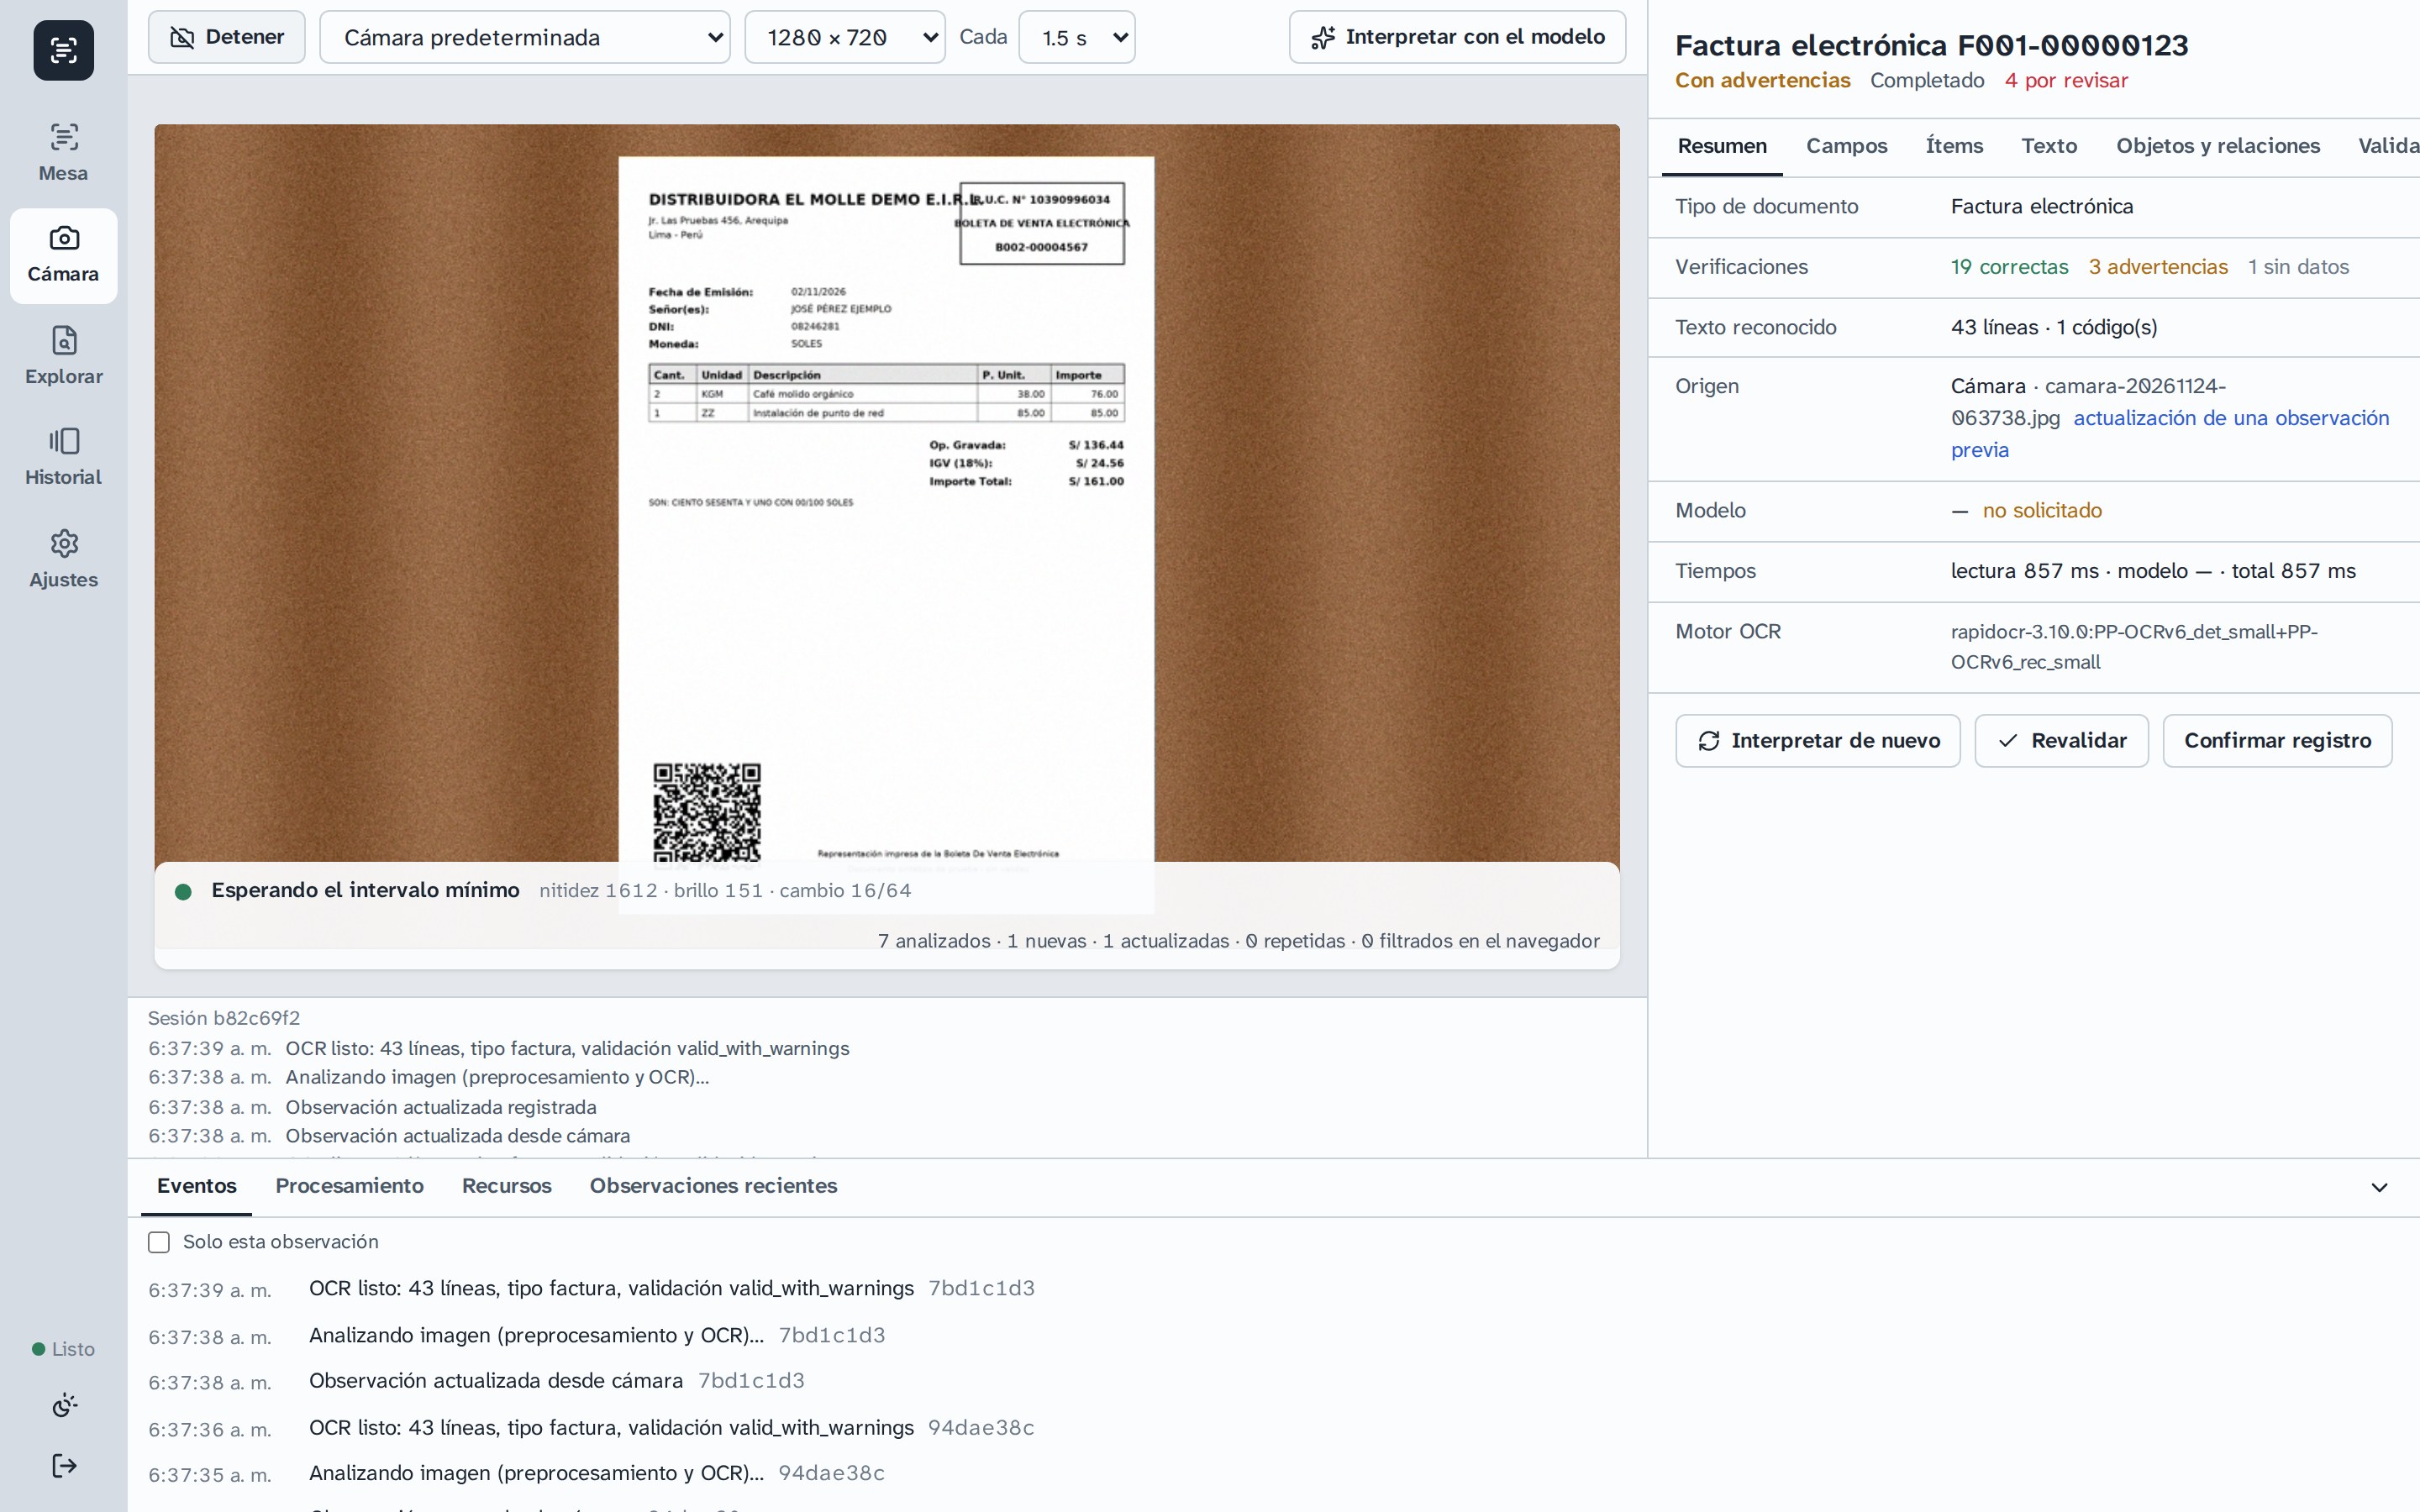 Detener
Cámara predeterminada
1280 × 720
Cada
1.5 s
Interpretar con el modelo
Mesa
Cámara
Explorar
Historial
Ajustes
Listo
DISTRIBUIDORA EL MOLLE DEMO E.I.R.L.
Jr. Las Pruebas 456, Arequipa
Lima - Perú
R.U.C. N° 10390996034
BOLETA DE VENTA ELECTRÓNICA
B002-00004567
Fecha de Emisión: 02/11/2026
Señor(es): JOSÉ PÉREZ EJEMPLO
DNI: 08246281
Moneda: SOLES
Cant. Unidad Descripción P. Unit. Importe
2 KGM Café molido orgánico 38.00 76.00
1 ZZ Instalación de punto de red 85.00 85.00
Op. Gravada: S/ 136.44
IGV (18%): S/ 24.56
Importe Total: S/ 161.00
SON: CIENTO SESENTA Y UNO CON 00/100 SOLES
Representación impresa de la Boleta De Venta Electrónica
Esperando el intervalo mínimo nitidez 1612 · brillo 151 · cambio 16/64
7 analizados · 1 nuevas · 1 actualizadas · 0 repetidas · 0 filtrados en el navegador
Sesión b82c69f2
6:37:39 a. m. OCR listo: 43 líneas, tipo factura, validación valid_with_warnings
6:37:38 a. m. Analizando imagen (preprocesamiento y OCR)...
6:37:38 a. m. Observación actualizada registrada
6:37:38 a. m. Observación actualizada desde cámara
Factura electrónica F001-00000123
Con advertencias Completado 4 por revisar
Resumen Campos Ítems Texto Objetos y relaciones Valida
Tipo de documento Factura electrónica
Verificaciones 19 correctas 3 advertencias 1 sin datos
Texto reconocido 43 líneas · 1 código(s)
Origen Cámara · camara-20261124-
063738.jpg actualización de una observación
previa
Modelo — no solicitado
Tiempos lectura 857 ms · modelo — · total 857 ms
Motor OCR rapidocr-3.10.0:PP-OCRv6_det_small+PP-
OCRv6_rec_small
Interpretar de nuevo
Revalidar
Confirmar registro
Eventos Procesamiento Recursos Observaciones recientes
Solo esta observación
6:37:39 a. m. OCR listo: 43 líneas, tipo factura, validación valid_with_warnings 7bd1c1d3
6:37:38 a. m. Analizando imagen (preprocesamiento y OCR)... 7bd1c1d3
6:37:38 a. m. Observación actualizada desde cámara 7bd1c1d3
6:37:36 a. m. OCR listo: 43 líneas, tipo factura, validación valid_with_warnings 94dae38c
6:37:35 a. m. Analizando imagen (preprocesamiento y OCR)... 94dae38c